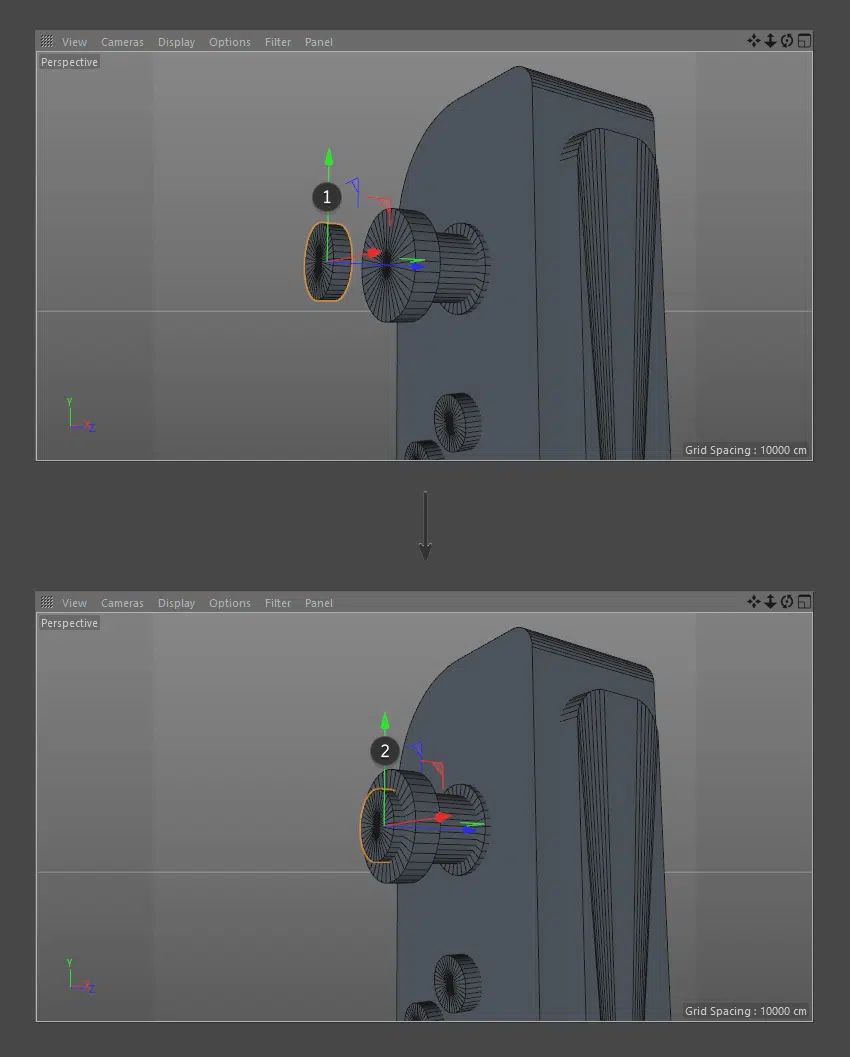 View Cameras Display Options Filter Panel
Perspective
1
Y
X Z
Grid Spacing : 10000 cm
View Cameras Display Options Filter Panel
Perspective
2
Y
X Z
Grid Spacing : 10000 cm